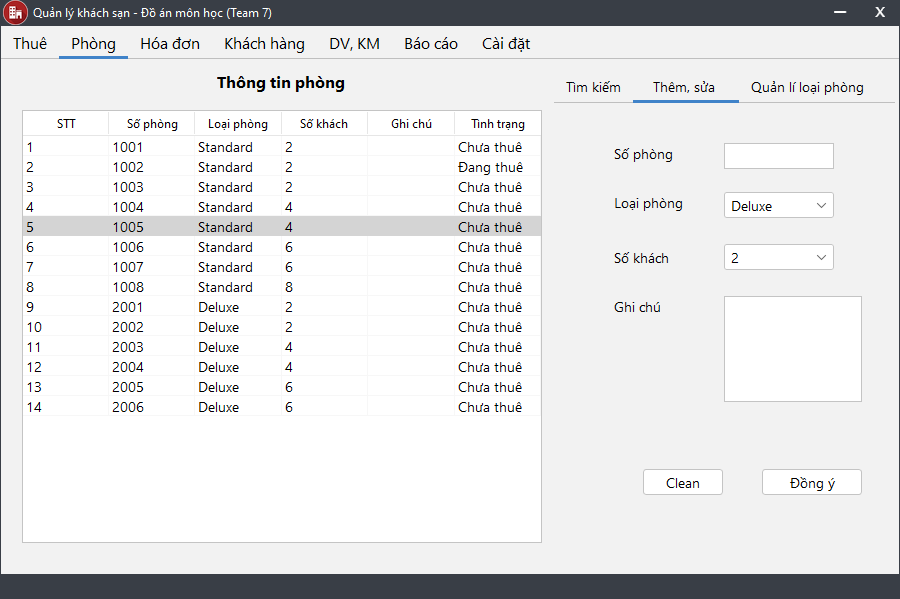 Quản lý khách sạn - Đồ án môn học (Team 7)
X
Thuê Phòng Hóa đơn Khách hàng DV, KM Báo cáo Cài đặt
Thông tin phòng
STT Số phòng Loại phòng Số khách Ghi chú Tình trạng
1 1001 Standard 2 Chưa thuê
2 1002 Standard 2 Đang thuê
3 1003 Standard 2 Chưa thuê
4 1004 Standard 4 Chưa thuê
5 1005 Standard 4 Chưa thuê
6 1006 Standard 6 Chưa thuê
7 1007 Standard 6 Chưa thuê
8 1008 Standard 8 Chưa thuê
9 2001 Deluxe 2 Chưa thuê
10 2002 Deluxe 2 Chưa thuê
11 2003 Deluxe 4 Chưa thuê
12 2004 Deluxe 4 Chưa thuê
13 2005 Deluxe 6 Chưa thuê
14 2006 Deluxe 6 Chưa thuê
Tìm kiếm Thêm, sửa Quản lí loại phòng
Số phòng
Loại phòng Deluxe
Số khách 2
Ghi chú
Clean Đồng ý